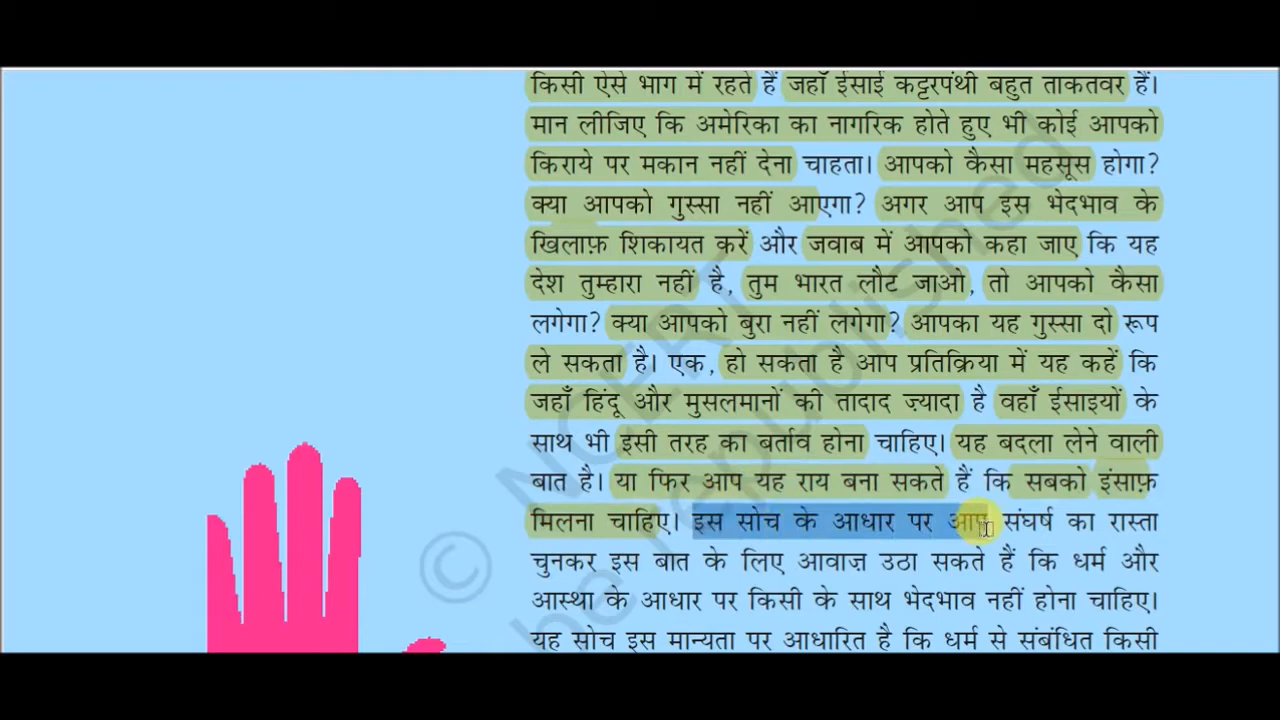 किसी ऐसे भाग में रहते हैं जहाँ ईसाई कट्टरपंथी बहुत ताकतवर हैं।
मान लीजिए कि अमेरिका का नागरिक होते हुए भी कोई आपको
किराये पर मकान नहीं देना चाहता। आपको कैसा महसूस होगा?
क्या आपको गुस्सा नहीं आएगा? अगर आप इस भेदभाव के
खिलाफ़ शिकायत करें और जवाब में आपको कहा जाए कि यह
देश तुम्हारा नहीं है, तुम भारत लौट जाओ, तो आपको कैसा
लगेगा? क्या आपको बुरा नहीं लगेगा? आपका यह गुस्सा दो रूप
ले सकता है। एक, हो सकता है आप प्रतिक्रिया में यह कहें कि
जहाँ हिंदू और मुसलमानों की तादाद ज़्यादा है वहाँ ईसाइयों के
साथ भी इसी तरह का बर्ताव होना चाहिए। यह बदला लेने वाली
बात है। या फिर आप यह राय बना सकते हैं कि सबको इंसाफ़
मिलना चाहिए। इस सोच के आधार पर आप संघर्ष का रास्ता
चुनकर इस बात के लिए आवाज़ उठा सकते हैं कि धर्म और
आस्था के आधार पर किसी के साथ भेदभाव नहीं होना चाहिए।
यह सोच इस मान्यता पर आधारित है कि धर्म से संबंधित किसी
© NCERT
be republished